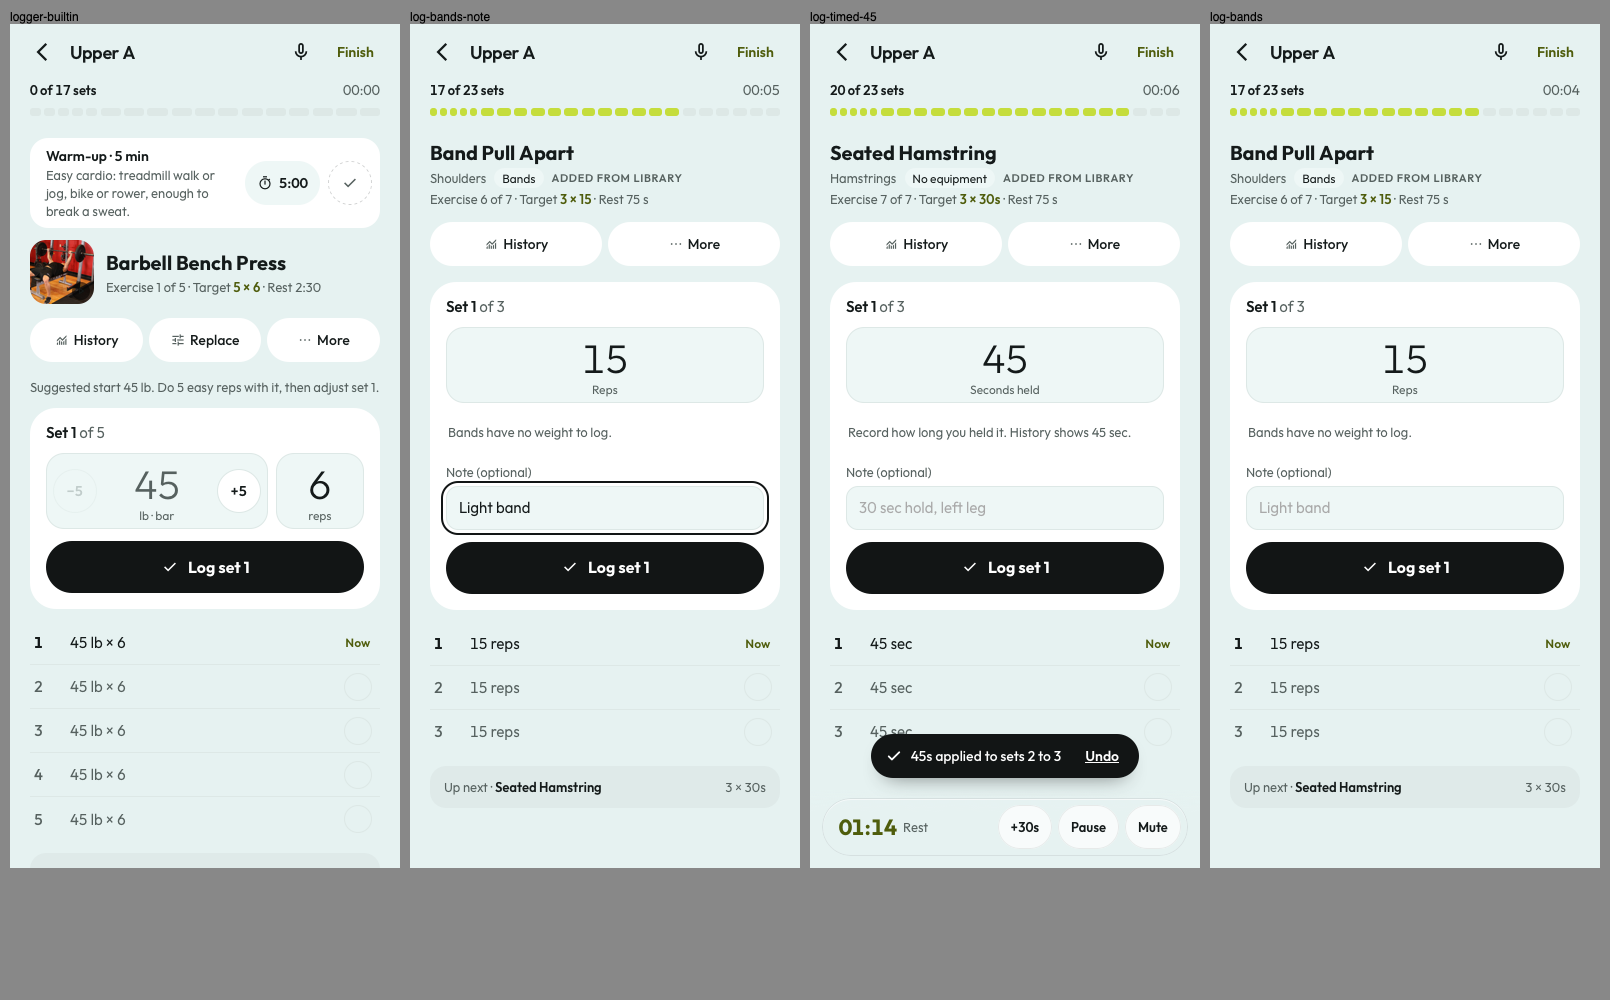 logger-builtin
Upper A
Finish
0 of 17 sets
00:00
Warm-up · 5 min
Easy cardio: treadmill walk or
jog, bike or rower, enough to
break a sweat.
5:00
Barbell Bench Press
Exercise 1 of 5 · Target 5 × 6 · Rest 2:30
History
Replace
More
Suggested start 45 lb. Do 5 easy reps with it, then adjust set 1.
Set 1 of 5
−5
45
lb · bar
+5
6
reps
Log set 1
1 45 lb × 6 Now
2 45 lb × 6
3 45 lb × 6
4 45 lb × 6
5 45 lb × 6
log-bands-note
Upper A
Finish
17 of 23 sets
00:05
Band Pull Apart
Shoulders Bands ADDED FROM LIBRARY
Exercise 6 of 7 · Target 3 × 15 · Rest 75 s
History
More
Set 1 of 3
15
Reps
Bands have no weight to log.
Note (optional)
Light band
Log set 1
1 15 reps Now
2 15 reps
3 15 reps
Up next · Seated Hamstring 3 × 30s
log-timed-45
Upper A
Finish
20 of 23 sets
00:06
Seated Hamstring
Hamstrings No equipment ADDED FROM LIBRARY
Exercise 7 of 7 · Target 3 × 30s · Rest 75 s
History
More
Set 1 of 3
45
Seconds held
Record how long you held it. History shows 45 sec.
Note (optional)
30 sec hold, left leg
Log set 1
1 45 sec Now
2 45 sec
3 45 sec
45s applied to sets 2 to 3 Undo
01:14 Rest
+30s
Pause
Mute
log-bands
Upper A
Finish
17 of 23 sets
00:04
Band Pull Apart
Shoulders Bands ADDED FROM LIBRARY
Exercise 6 of 7 · Target 3 × 15 · Rest 75 s
History
More
Set 1 of 3
15
Reps
Bands have no weight to log.
Note (optional)
Light band
Log set 1
1 15 reps Now
2 15 reps
3 15 reps
Up next · Seated Hamstring 3 × 30s